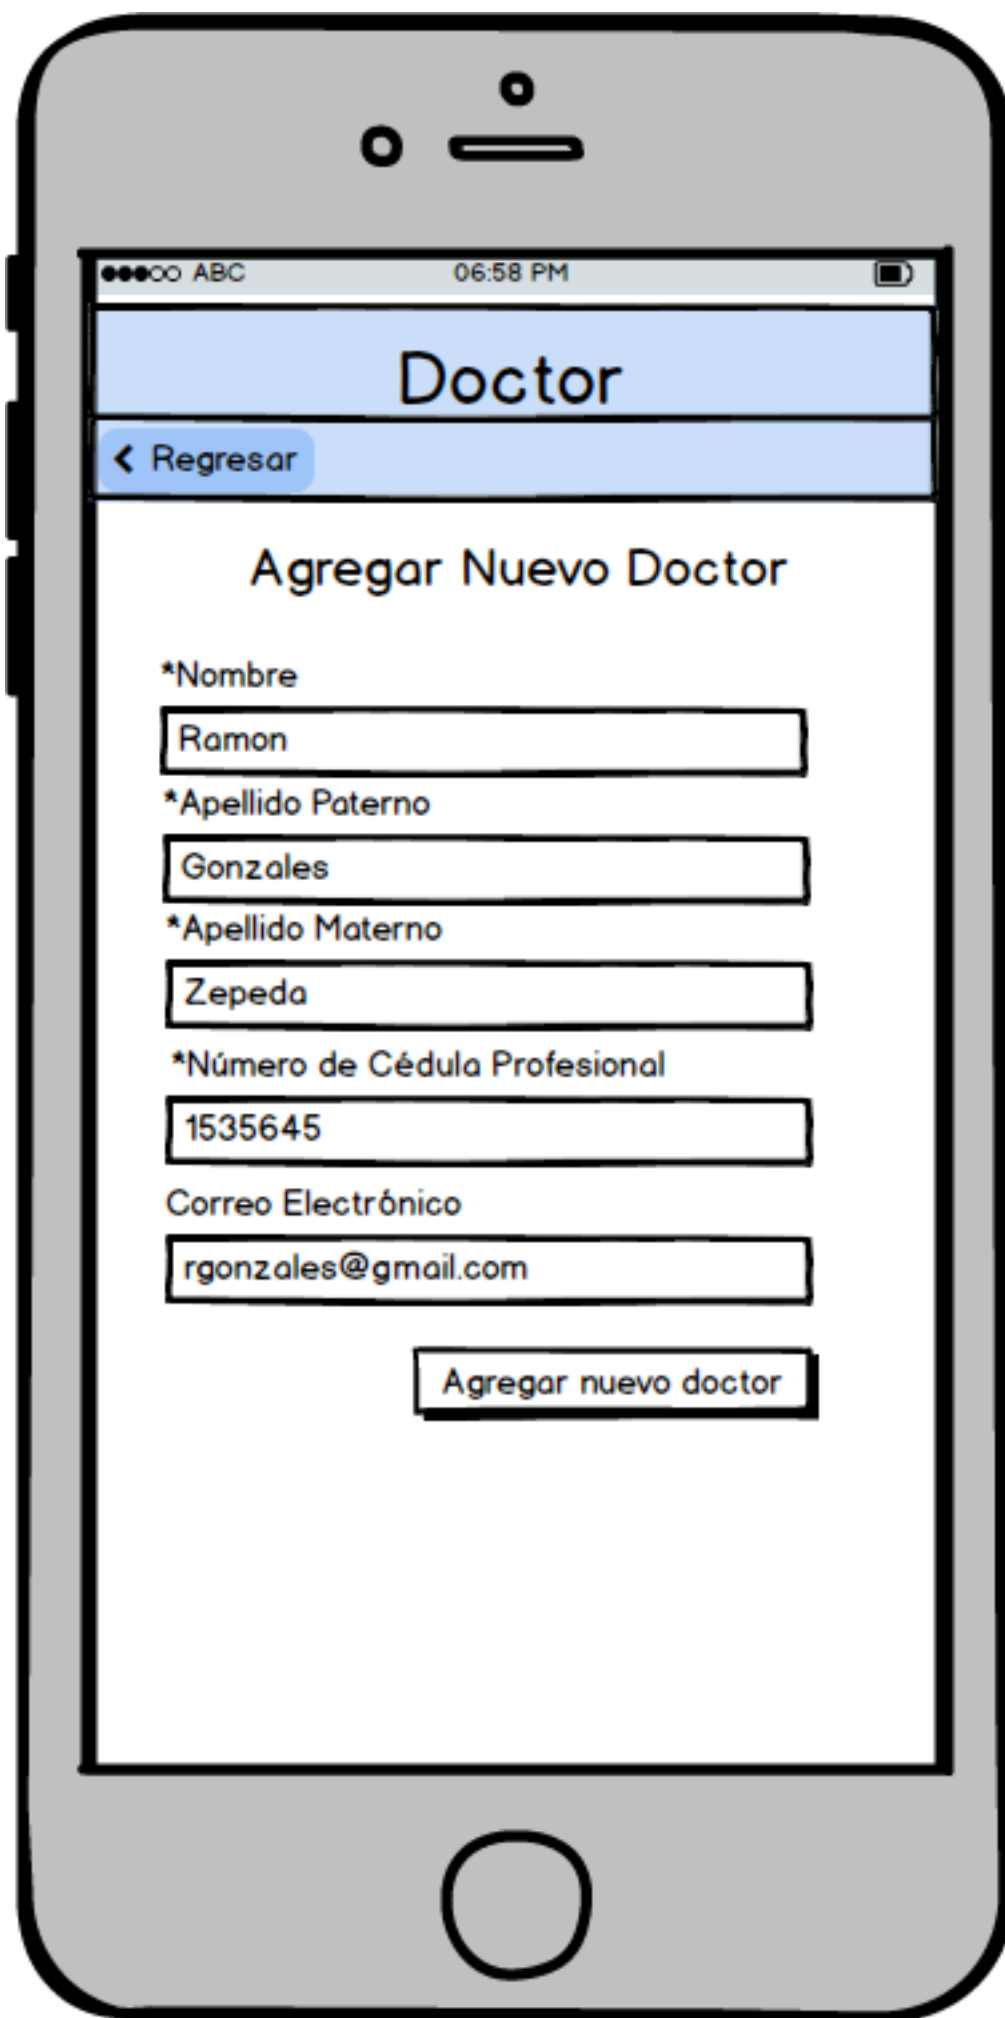 ABC 06:58 PM
Doctor
Regresar
Agregar Nuevo Doctor
*Nombre
Ramon
*Apellido Paterno
Gonzales
*Apellido Materno
Zepeda
*Número de Cédula Profesional
1535645
Correo Electrónico
rgonzales@gmail.com
Agregar nuevo doctor